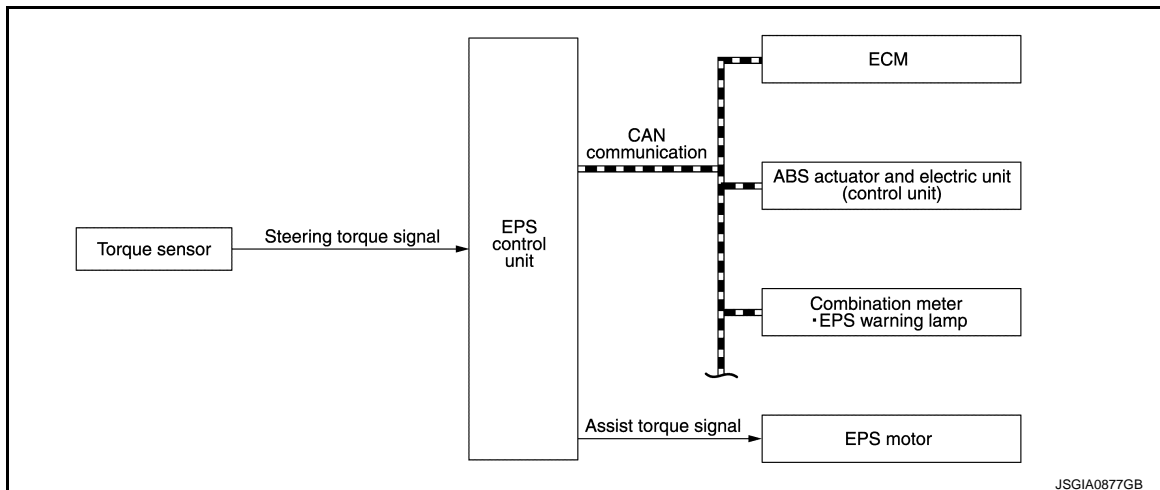 ECM
CAN
communication
ABS actuator and electric unit
(control unit)
Torque sensor
Steering torque signal
EPS
control
unit
Combination meter
･EPS warning lamp
Assist torque signal
EPS motor
JSGIA0877GB